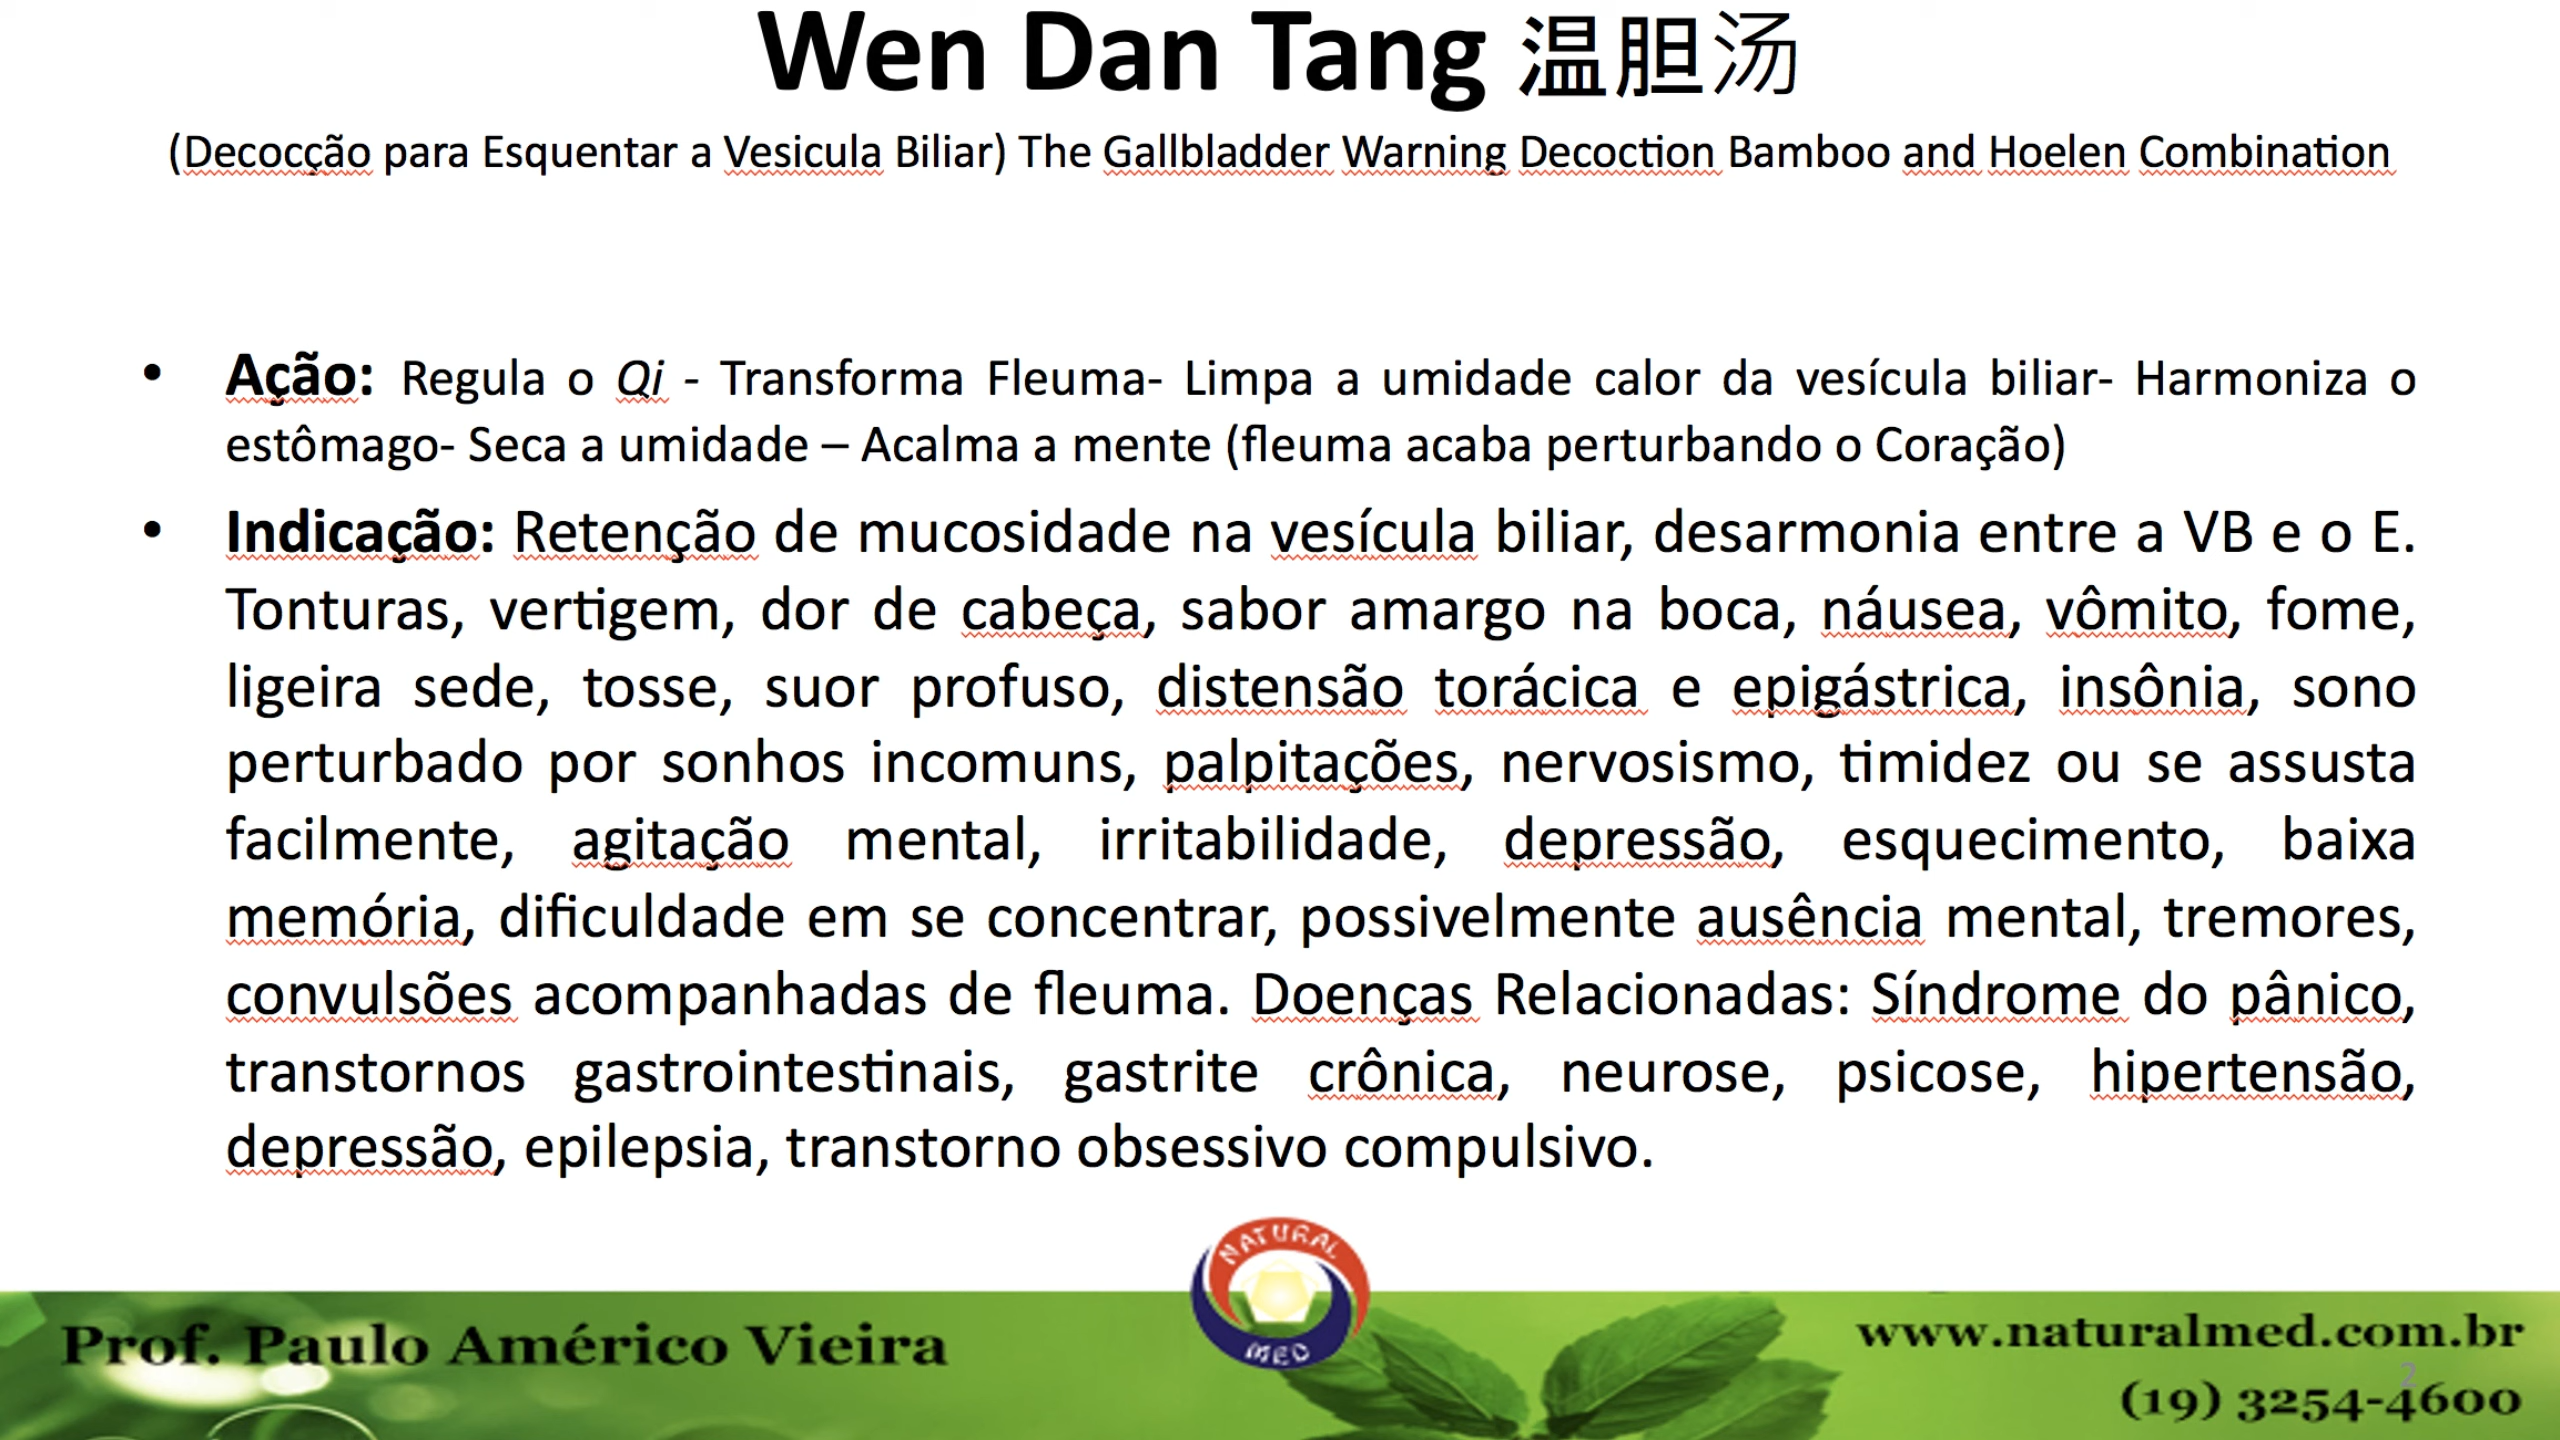 Wen Dan Tang 温胆汤
(Decocção para Esquentar a Vesicula Biliar) The Gallbladder Warning Decoction Bamboo and Hoelen Combination
• Ação: Regula o Qi - Transforma Fleuma- Limpa a umidade calor da vesícula biliar- Harmoniza o
estômago- Seca a umidade – Acalma a mente (fleuma acaba perturbando o Coração)
• Indicação: Retenção de mucosidade na vesícula biliar, desarmonia entre a VB e o E.
Tonturas, vertigem, dor de cabeça, sabor amargo na boca, náusea, vômito, fome,
ligeira sede, tosse, suor profuso, distensão torácica e epigástrica, insônia, sono
perturbado por sonhos incomuns, palpitações, nervosismo, timidez ou se assusta
facilmente, agitação mental, irritabilidade, depressão, esquecimento, baixa
memória, dificuldade em se concentrar, possivelmente ausência mental, tremores,
convulsões acompanhadas de fleuma. Doenças Relacionadas: Síndrome do pânico,
transtornos gastrointestinais, gastrite crônica, neurose, psicose, hipertensão,
depressão, epilepsia, transtorno obsessivo compulsivo.
NATURAL
MED
Prof. Paulo Américo Vieira
www.naturalmed.com.br
2
(19) 3254-4600